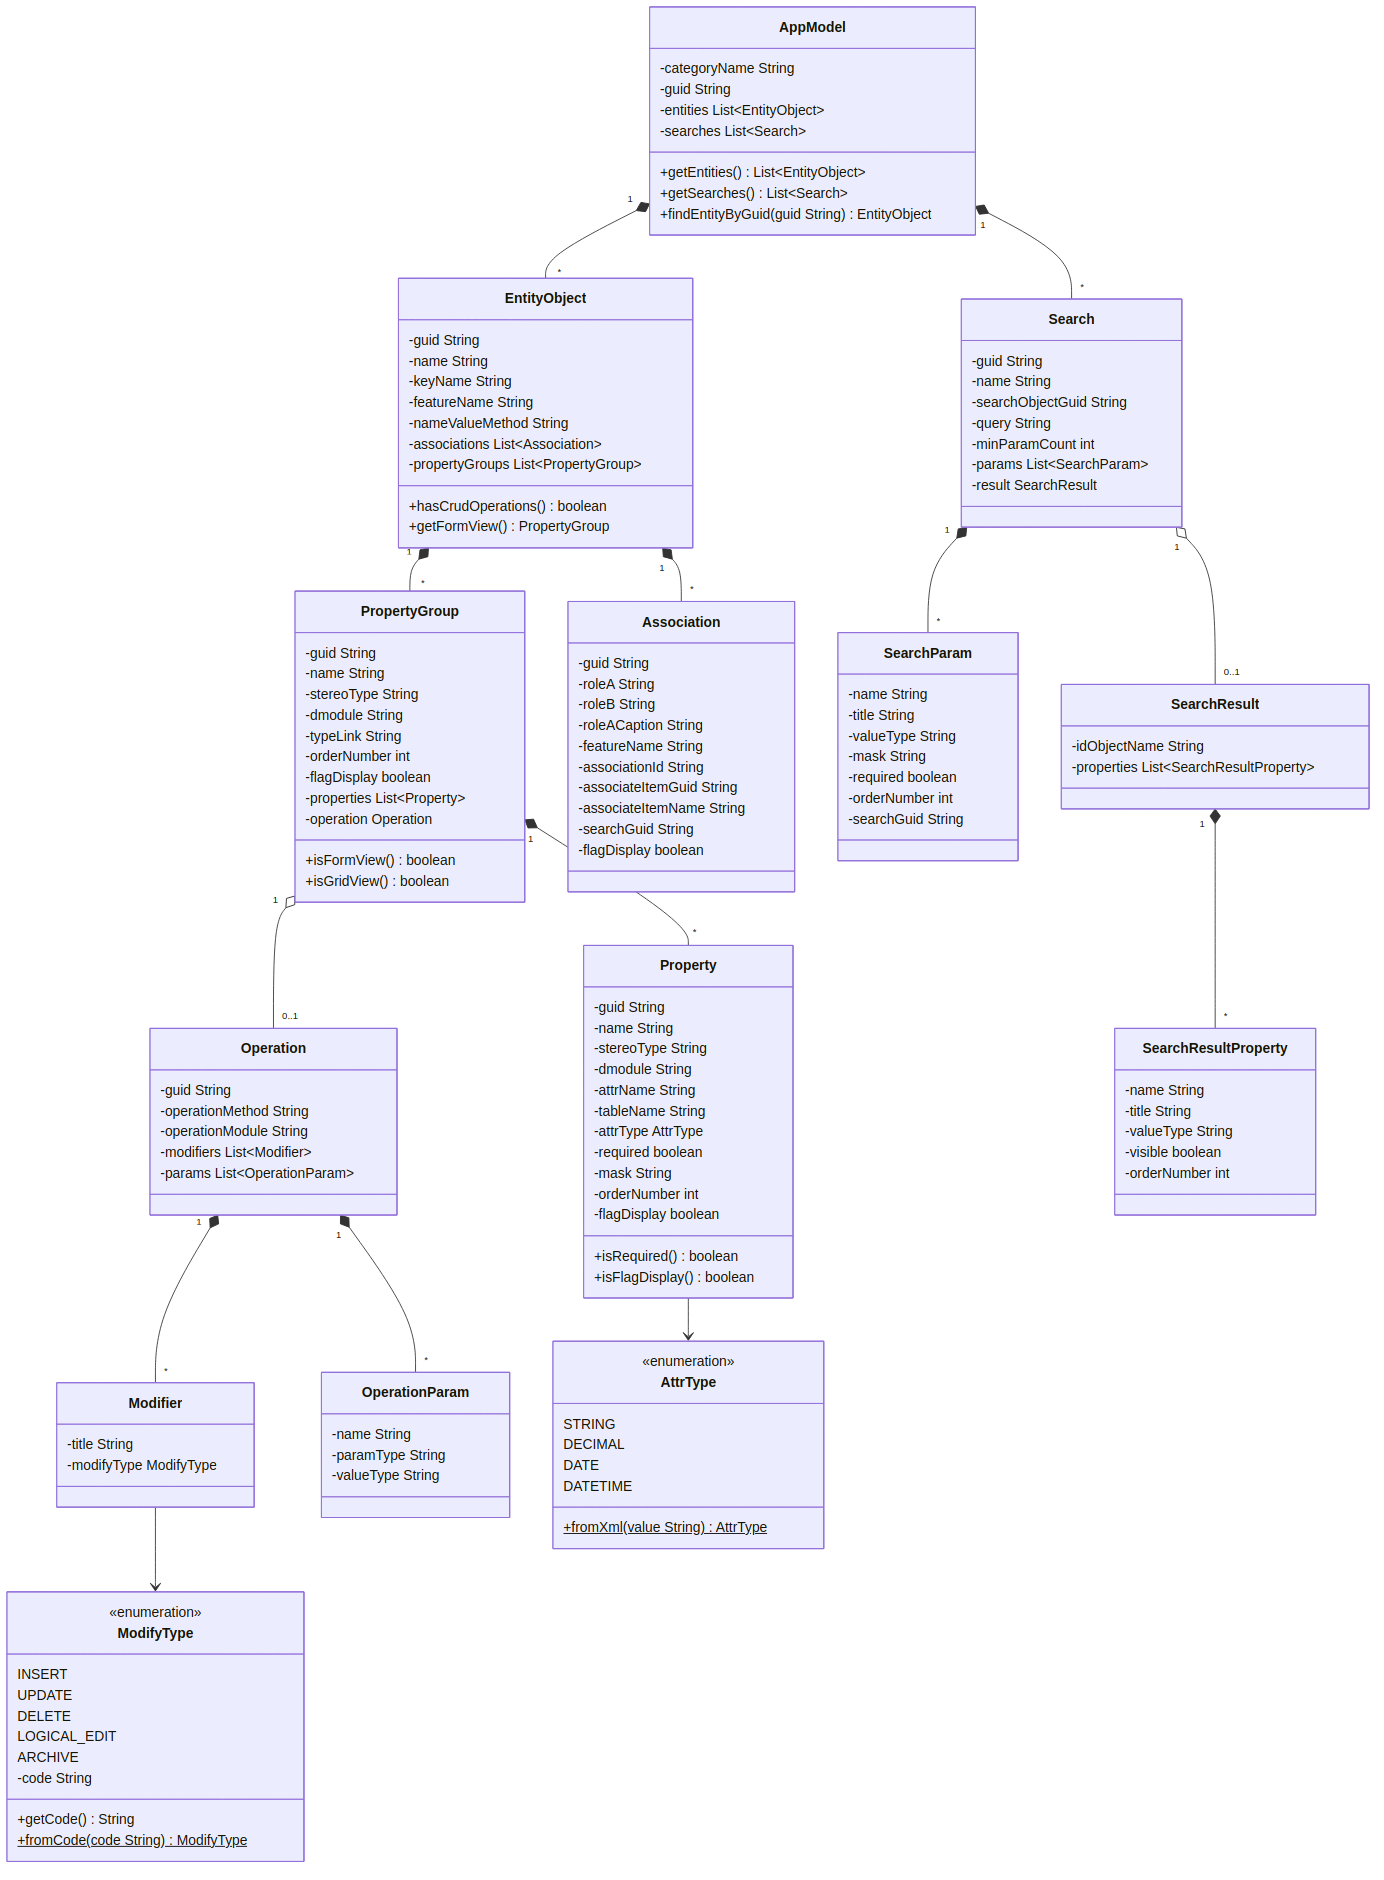 AppModel
-categoryName String
-guid String
-entities List<EntityObject>
-searches List<Search>
+getEntities() : List<EntityObject>
+getSearches() : List<Search>
+findEntityByGuid(guid String) : EntityObject
1
1
*
*
EntityObject
-guid String
-name String
-keyName String
-featureName String
-nameValueMethod String
-associations List<Association>
-propertyGroups List<PropertyGroup>
+hasCrudOperations() : boolean
+getFormView() : PropertyGroup
Search
-guid String
-name String
-searchObjectGuid String
-query String
-minParamCount int
-params List<SearchParam>
-result SearchResult
1
1
1
1
*
*
*
0..1
PropertyGroup
-guid String
-name String
-stereoType String
-dmodule String
-typeLink String
-orderNumber int
-flagDisplay boolean
-properties List<Property>
-operation Operation
+isFormView() : boolean
+isGridView() : boolean
Association
-guid String
-roleA String
-roleB String
-roleACaption String
-featureName String
-associationId String
-associateItemGuid String
-associateItemName String
-searchGuid String
-flagDisplay boolean
SearchParam
-name String
-title String
-valueType String
-mask String
-required boolean
-orderNumber int
-searchGuid String
SearchResult
-idObjectName String
-properties List<SearchResultProperty>
1
1
1
*
0..1
*
Operation
-guid String
-operationMethod String
-operationModule String
-modifiers List<Modifier>
-params List<OperationParam>
Property
-guid String
-name String
-stereoType String
-dmodule String
-attrName String
-tableName String
-attrType AttrType
-required boolean
-mask String
-orderNumber int
-flagDisplay boolean
+isRequired() : boolean
+isFlagDisplay() : boolean
SearchResultProperty
-name String
-title String
-valueType String
-visible boolean
-orderNumber int
1
1
*
*
Modifier
-title String
-modifyType ModifyType
OperationParam
-name String
-paramType String
-valueType String
«enumeration»
AttrType
STRING
DECIMAL
DATE
DATETIME
+fromXml(value String) : AttrType
«enumeration»
ModifyType
INSERT
UPDATE
DELETE
LOGICAL_EDIT
ARCHIVE
-code String
+getCode() : String
+fromCode(code String) : ModifyType